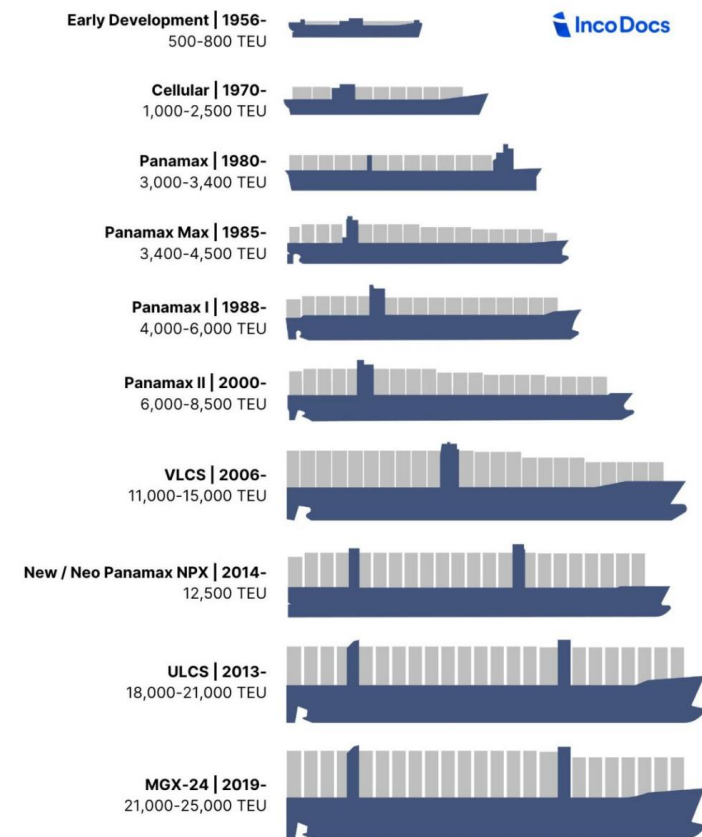 Early Development | 1956-
500-800 TEU
IncoDocs
Cellular | 1970-
1,000-2,500 TEU
Panamax | 1980-
3,000-3,400 TEU
Panamax Max | 1985-
3,400-4,500 TEU
Panamax I | 1988-
4,000-6,000 TEU
Panamax II | 2000-
6,000-8,500 TEU
VLCS | 2006-
11,000-15,000 TEU
New / Neo Panamax NPX | 2014-
12,500 TEU
ULCS | 2013-
18,000-21,000 TEU
MGX-24 | 2019-
21,000-25,000 TEU